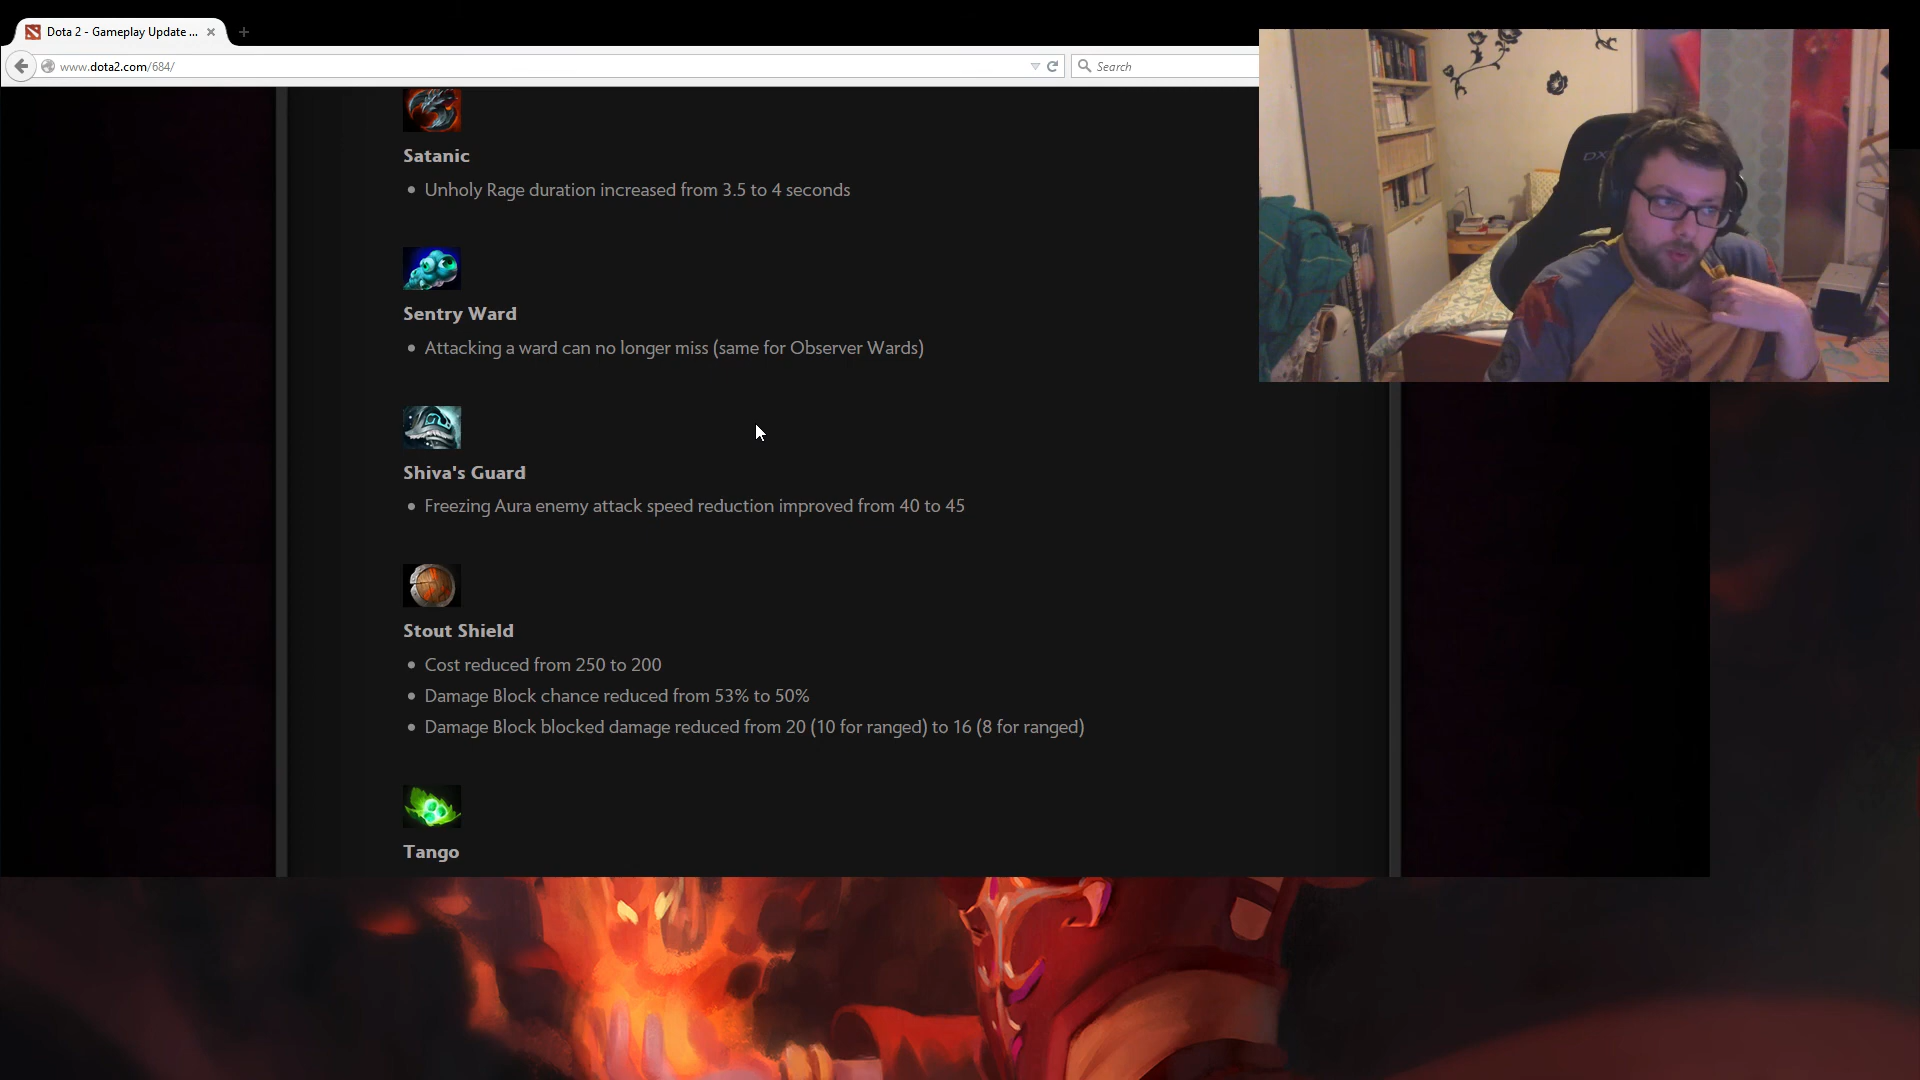 Dota 2 - Gameplay Update ...
www.dota2.com/684/
Search
Satanic
Unholy Rage duration increased from 3.5 to 4 seconds
Sentry Ward
Attacking a ward can no longer miss (same for Observer Wards)
Shiva's Guard
Freezing Aura enemy attack speed reduction improved from 40 to 45
Stout Shield
Cost reduced from 250 to 200
Damage Block chance reduced from 53% to 50%
Damage Block blocked damage reduced from 20 (10 for ranged) to 16 (8 for ranged)
Tango